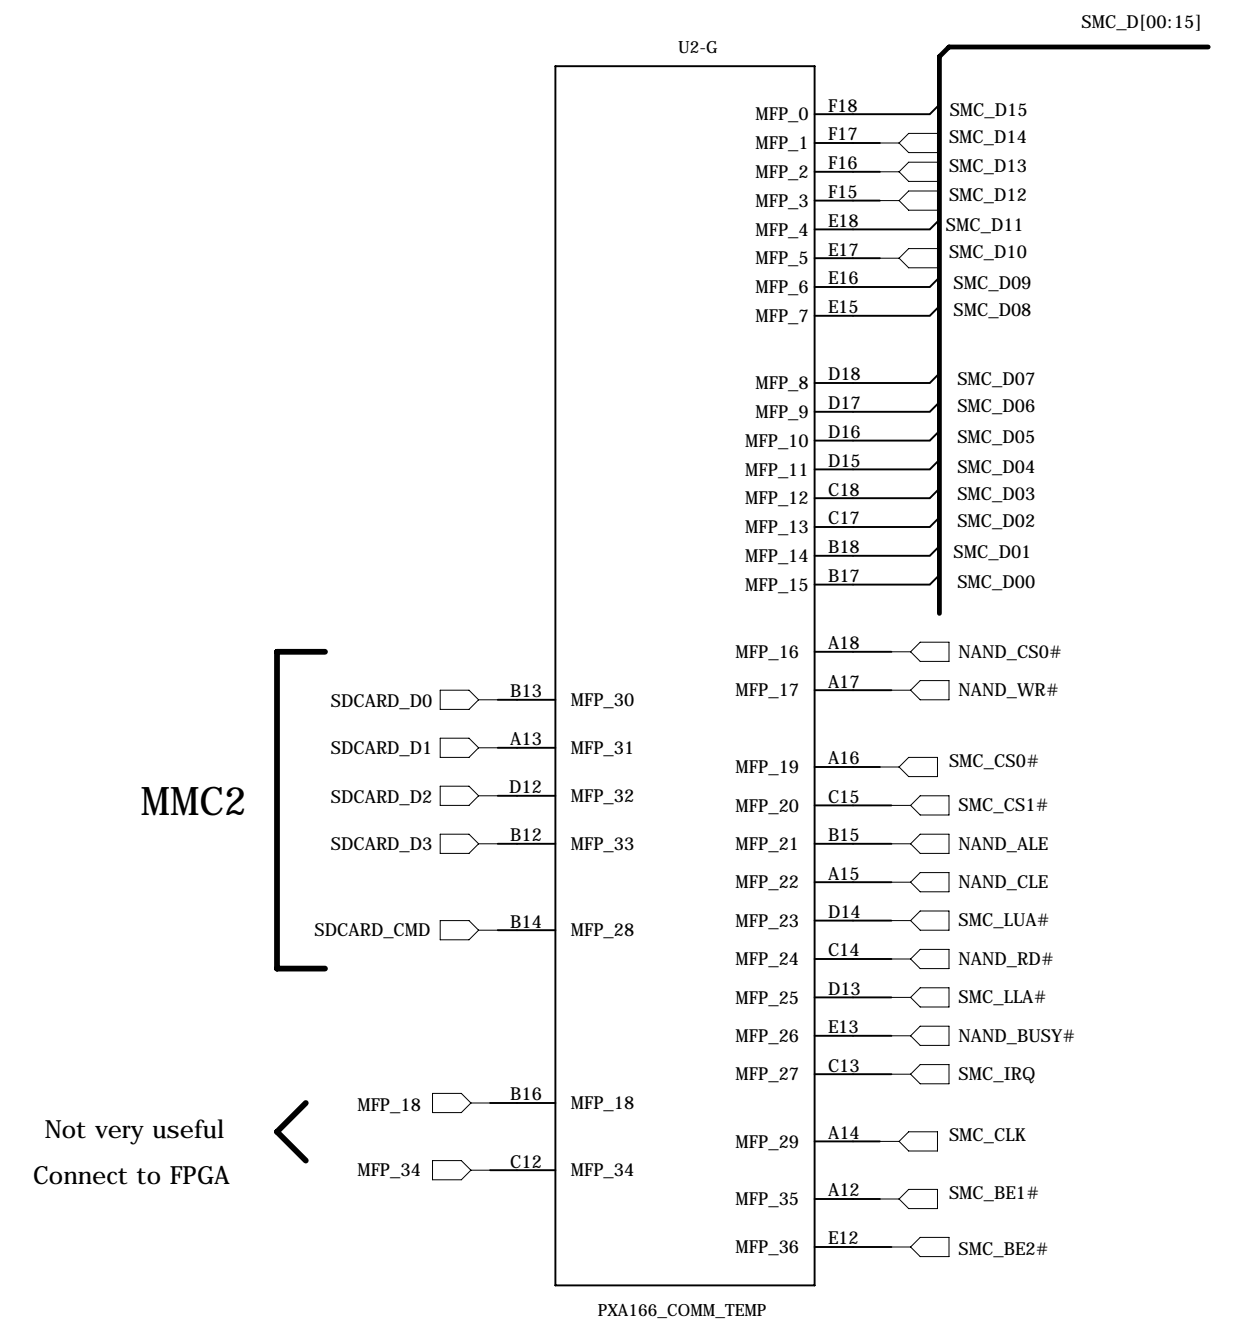 SMC_D[00:15]
U2-G
MFP_0 F18 SMC_D15
MFP_1 F17 SMC_D14
MFP_2 F16 SMC_D13
MFP_3 F15 SMC_D12
MFP_4 E18 SMC_D11
MFP_5 E17 SMC_D10
MFP_6 E16 SMC_D09
MFP_7 E15 SMC_D08
MFP_8 D18 SMC_D07
MFP_9 D17 SMC_D06
MFP_10 D16 SMC_D05
MFP_11 D15 SMC_D04
MFP_12 C18 SMC_D03
MFP_13 C17 SMC_D02
MFP_14 B18 SMC_D01
MFP_15 B17 SMC_D00
MFP_16 A18 NAND_CS0#
MFP_17 A17 NAND_WR#
MFP_19 A16 SMC_CS0#
MFP_20 C15 SMC_CS1#
MFP_21 B15 NAND_ALE
MFP_22 A15 NAND_CLE
MFP_23 D14 SMC_LUA#
MFP_24 C14 NAND_RD#
MFP_25 D13 SMC_LLA#
MFP_26 E13 NAND_BUSY#
MFP_27 C13 SMC_IRQ
MFP_29 A14 SMC_CLK
MFP_35 A12 SMC_BE1#
MFP_36 E12 SMC_BE2#
MMC2
SDCARD_D0 B13 MFP_30
SDCARD_D1 A13 MFP_31
SDCARD_D2 D12 MFP_32
SDCARD_D3 B12 MFP_33
SDCARD_CMD B14 MFP_28
Not very useful
Connect to FPGA
MFP_18 B16 MFP_18
MFP_34 C12 MFP_34
PXA166_COMM_TEMP